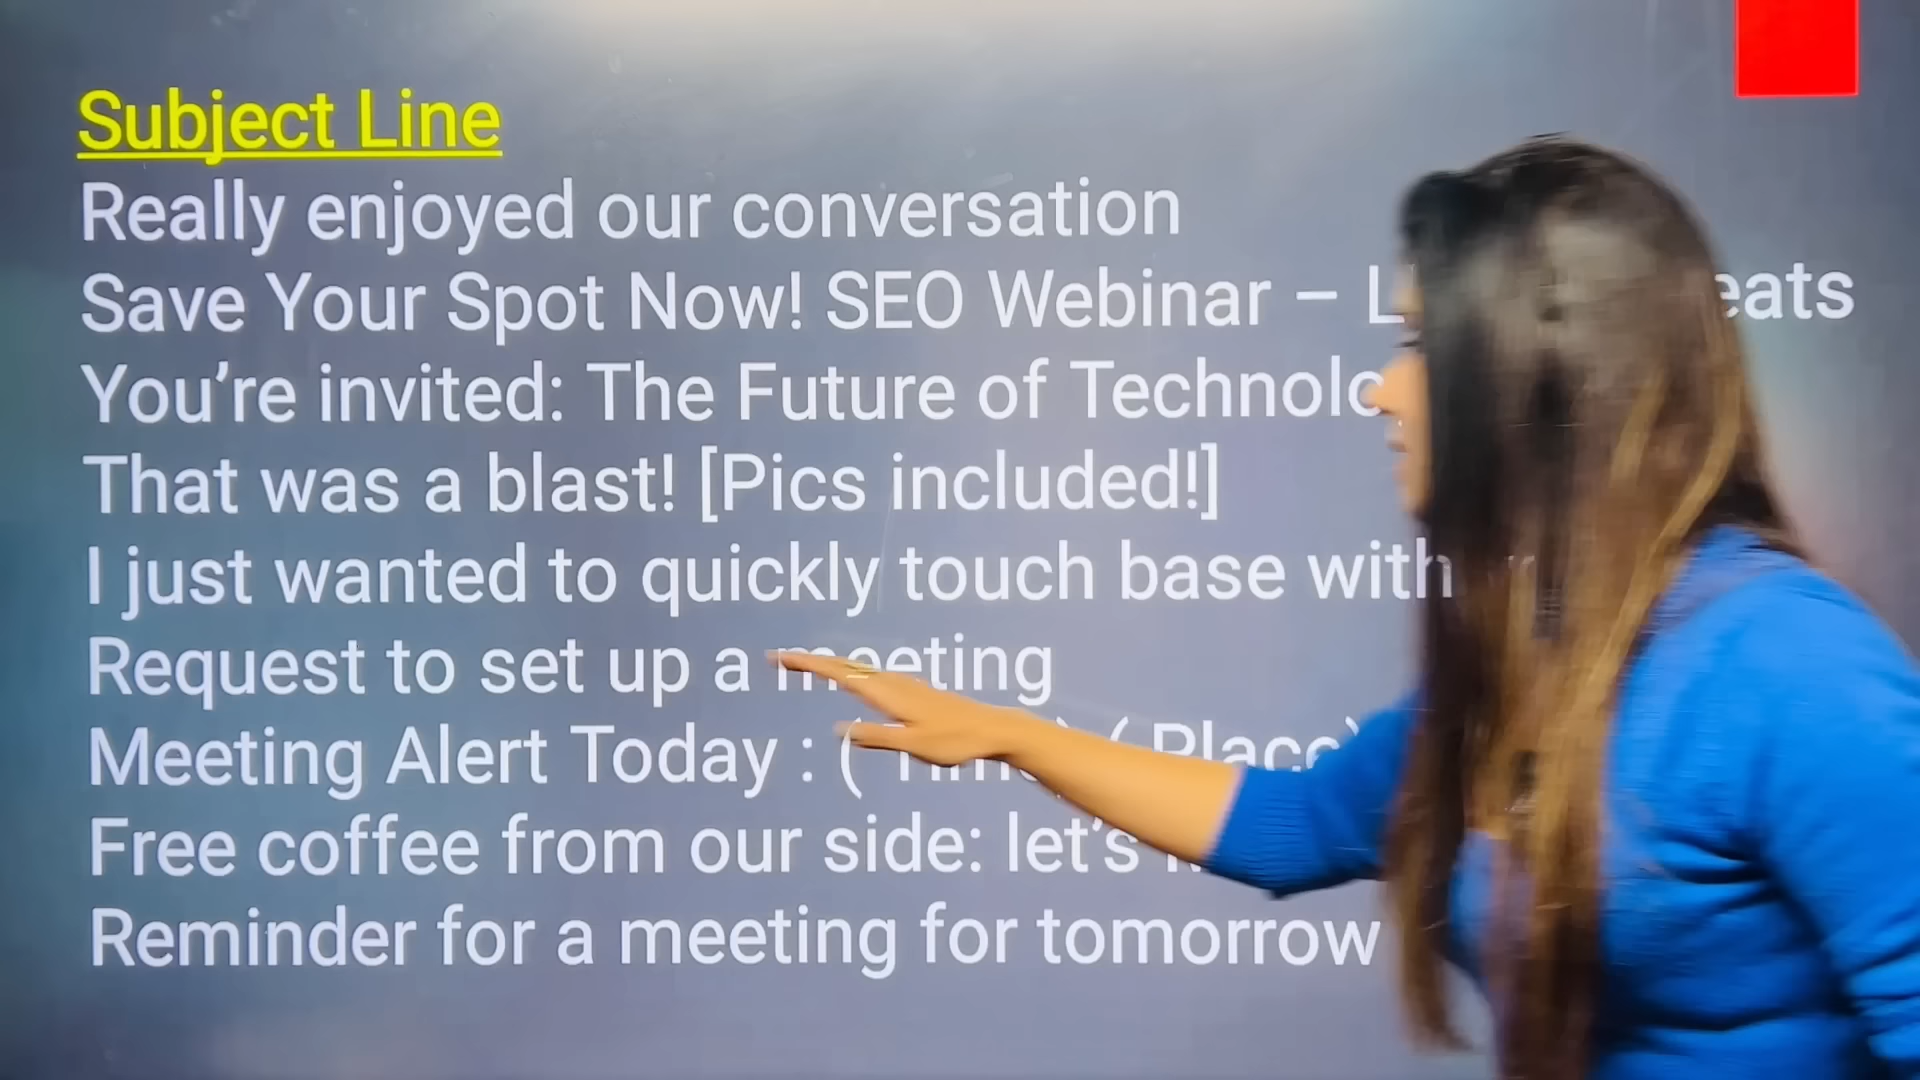 Subject Line
Really enjoyed our conversation
Save Your Spot Now! SEO Webinar –
You're invited: The Future of
That was a blast! [Pics included!]
I just wanted to quickly touch base with
Request to set up a meeting
Meeting Alert Today : ( Time) ( Place)
Free coffee from our side: let's
Reminder for a meeting for tomorrow